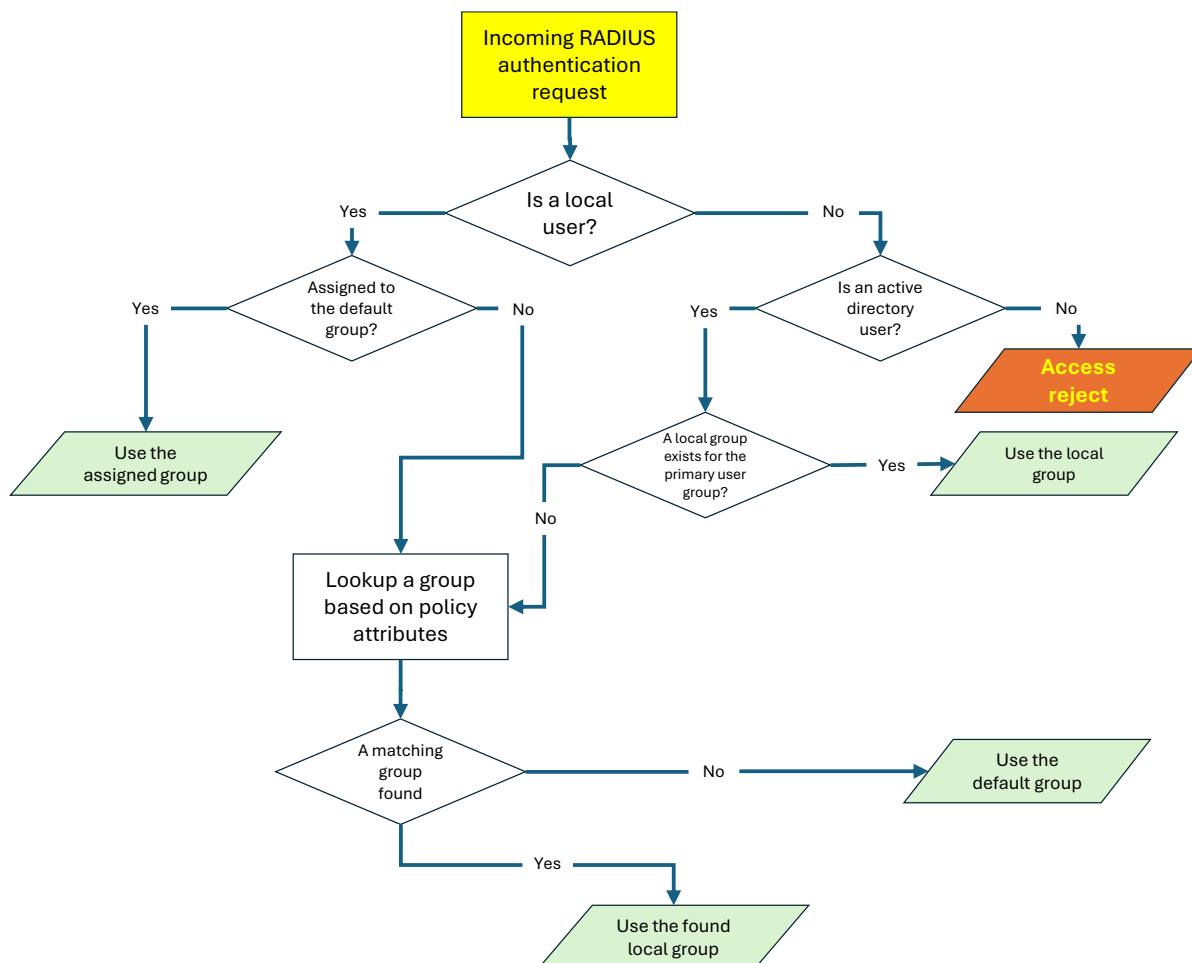 Incoming RADIUS
authentication
request
Is a local
user?
Yes
No
Assigned to
the default
group?
Yes
No
Is an active
directory
user?
Yes
No
Access
reject
Use the
assigned group
A local group
exists for the
primary user
group?
Yes
Use the local
group
No
Lookup a group
based on policy
attributes
A matching
group
found
No
Use the
default group
Yes
Use the found
local group